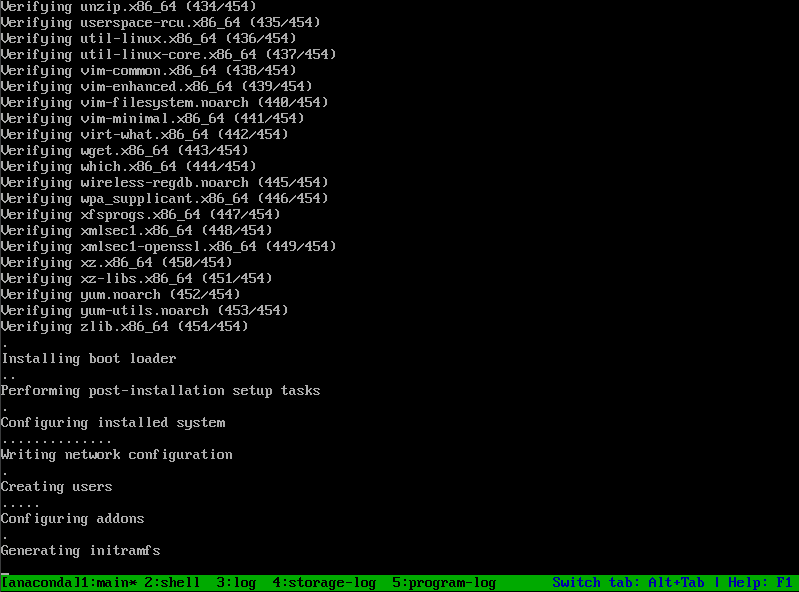 Verifying unzip.x86_64 (434/454)
Verifying userspace-rcu.x86_64 (435/454)
Verifying util-linux.x86_64 (436/454)
Verifying util-linux-core.x86_64 (437/454)
Verifying vim-common.x86_64 (438/454)
Verifying vim-enhanced.x86_64 (439/454)
Verifying vim-filesystem.noarch (440/454)
Verifying vim-minimal.x86_64 (441/454)
Verifying virt-what.x86_64 (442/454)
Verifying wget.x86_64 (443/454)
Verifying which.x86_64 (444/454)
Verifying wireless-regdb.noarch (445/454)
Verifying wpa_supplicant.x86_64 (446/454)
Verifying xfsprogs.x86_64 (447/454)
Verifying xmlsec1.x86_64 (448/454)
Verifying xmlsec1-openssl.x86_64 (449/454)
Verifying xz.x86_64 (450/454)
Verifying xz-libs.x86_64 (451/454)
Verifying yum.noarch (452/454)
Verifying yum-utils.noarch (453/454)
Verifying zlib.x86_64 (454/454)
.
Installing boot loader
..
Performing post-installation setup tasks
.
Configuring installed system
..............
Writing network configuration
.
Creating users
.....
Configuring addons
.
Generating initramfs
[anaconda]1:main* 2:shell  3:log  4:storage-log  5:program-log       Switch tab: Alt+Tab | Help: F1